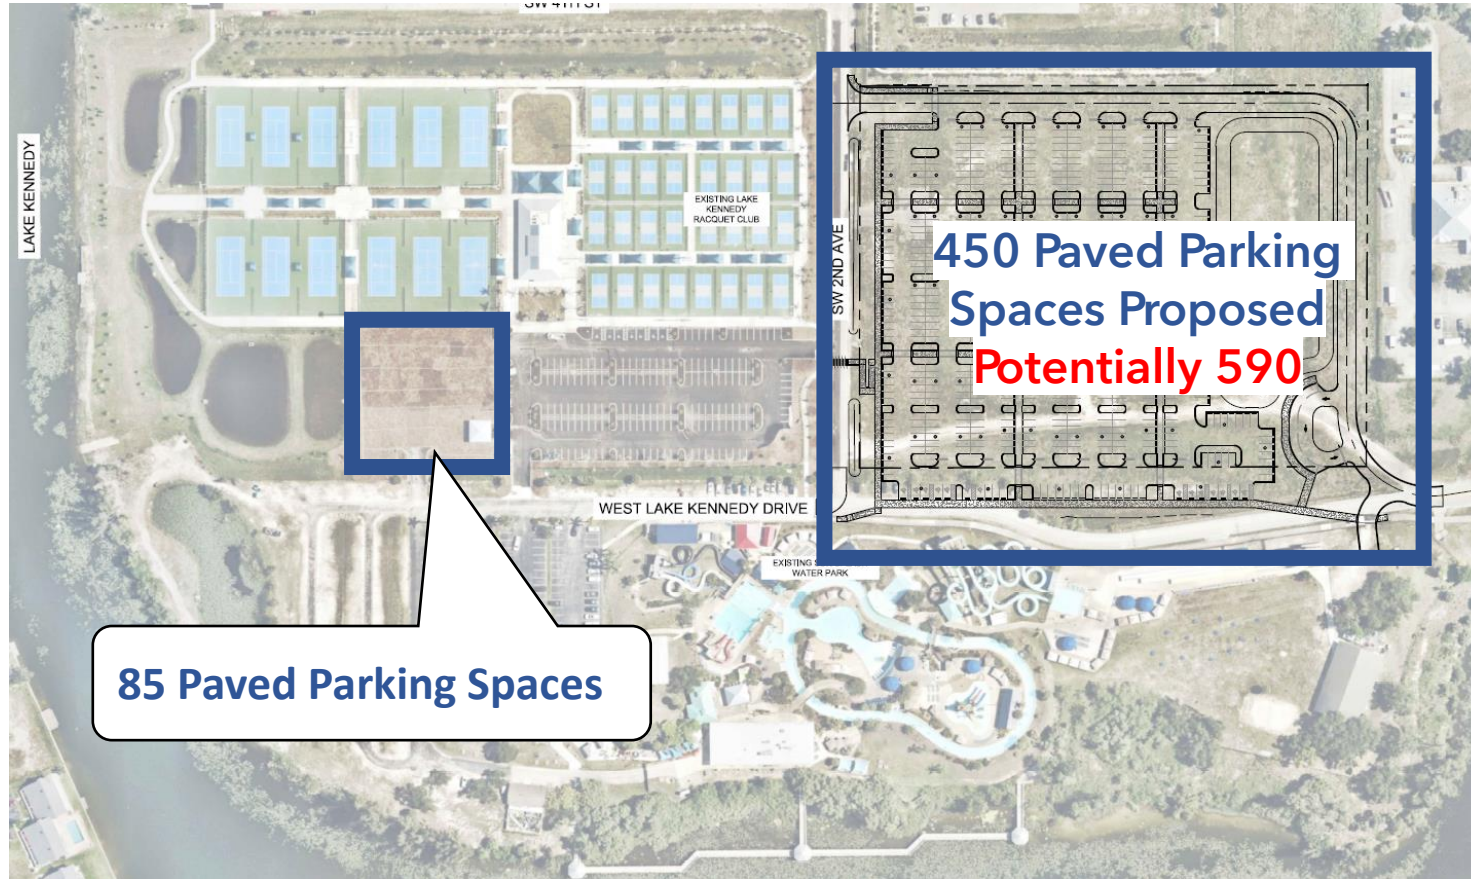 SW 4TH ST
LAKE KENNEDY
EXISTING LAKE
KENNEDY
RACQUET CLUB
SW 2ND AVE
450 Paved Parking
Spaces Proposed
Potentially 590
WEST LAKE KENNEDY DRIVE
EXISTING
WATER PARK
85 Paved Parking Spaces